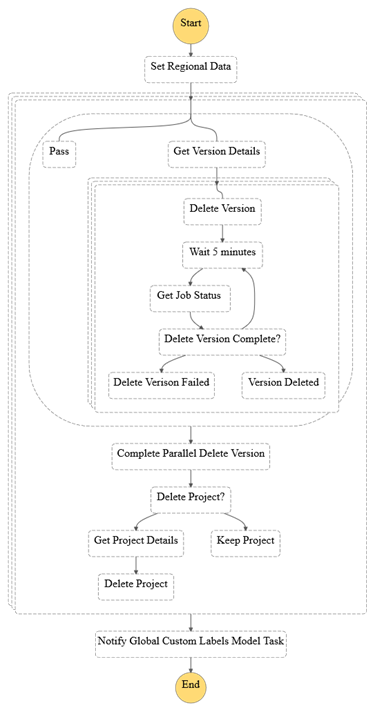 Start
Set Regional Data
Pass
Get Version Details
Delete Version
Wait 5 minutes
Get Job Status
Delete Version Complete?
Delete Verison Failed
Version Deleted
Complete Parallel Delete Version
Delete Project?
Get Project Details
Keep Project
Delete Project
Notify Global Custom Labels Model Task
End